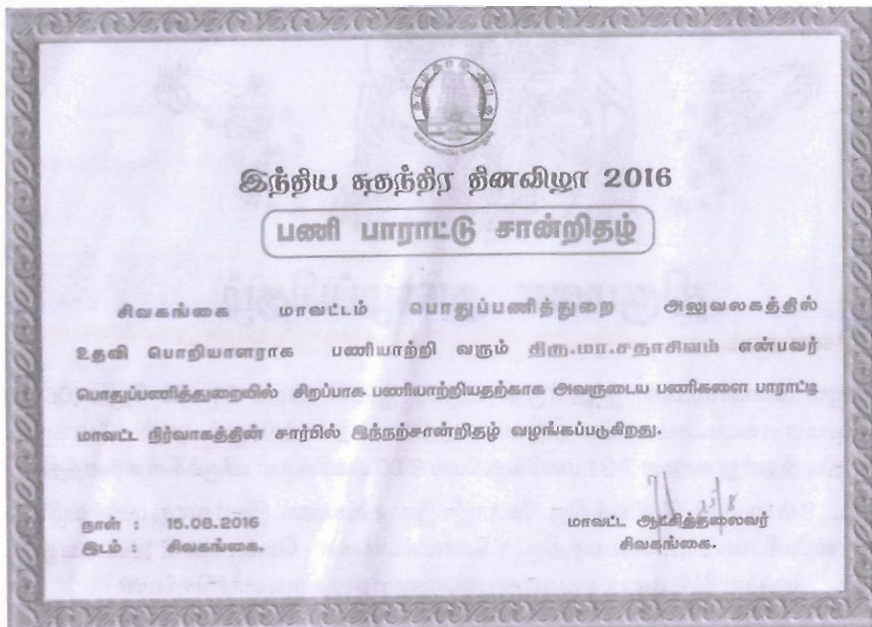 இந்திய சுதந்திர தினவிழா 2016
பணி பாராட்டு சான்றிதழ்
சிவகங்கை மாவட்டம் பொதுப்பணித்துறை அலுவலகத்தில்
உதவி பொறியாளராக பணியாற்றி வரும் திரு.மா.சதாசிவம் என்பவர்
பொதுப்பணித்துறையில் சிறப்பாக பணியாற்றியதற்காக அவருடைய பணிகளை பாராட்டி
மாவட்ட நிர்வாகத்தின் சார்பில் இந்நற்சான்றிதழ் வழங்கப்படுகிறது.
நாள் : 15.08.2016
இடம் : சிவகங்கை.
மாவட்ட ஆட்சித்தலைவர்
சிவகங்கை.